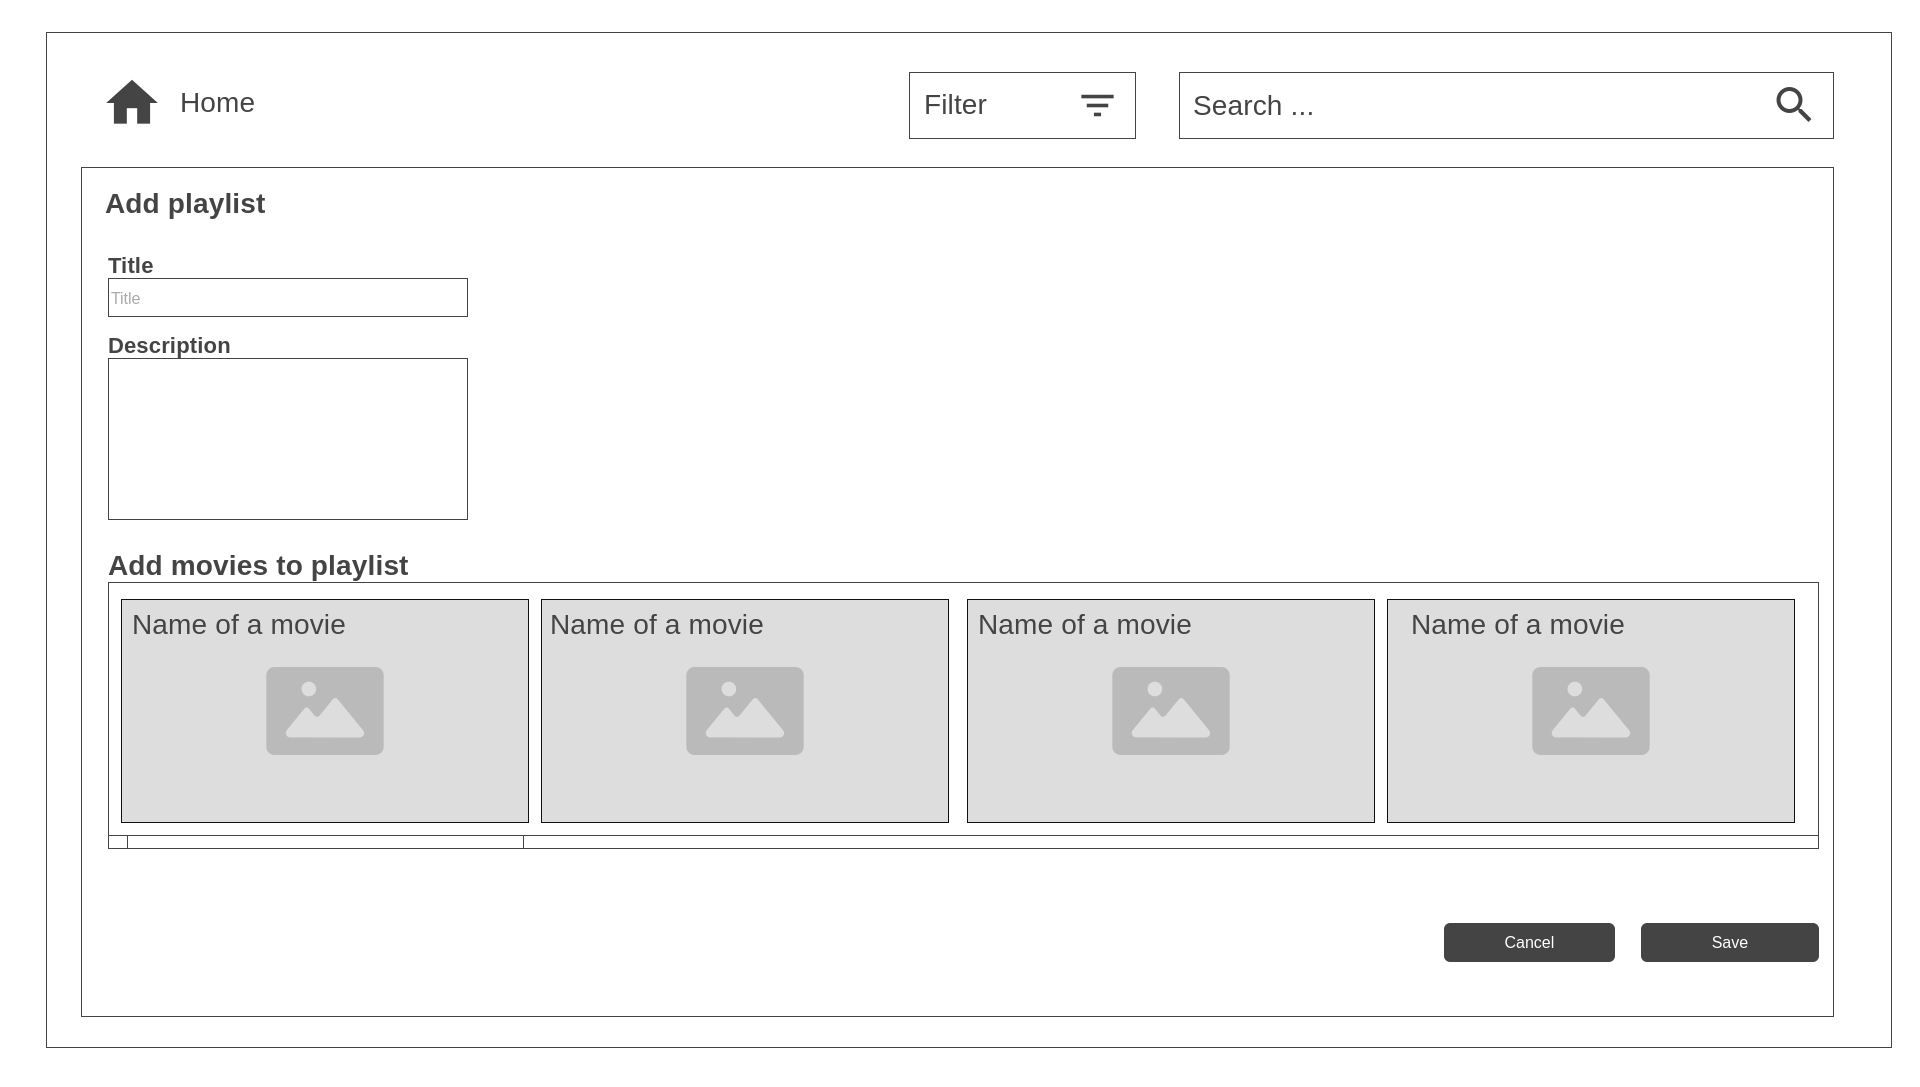 Home
Filter
Search ...
Add playlist
Title
Title
Description
Add movies to playlist
Name of a movie
Name of a movie
Name of a movie
Name of a movie
Cancel
Save